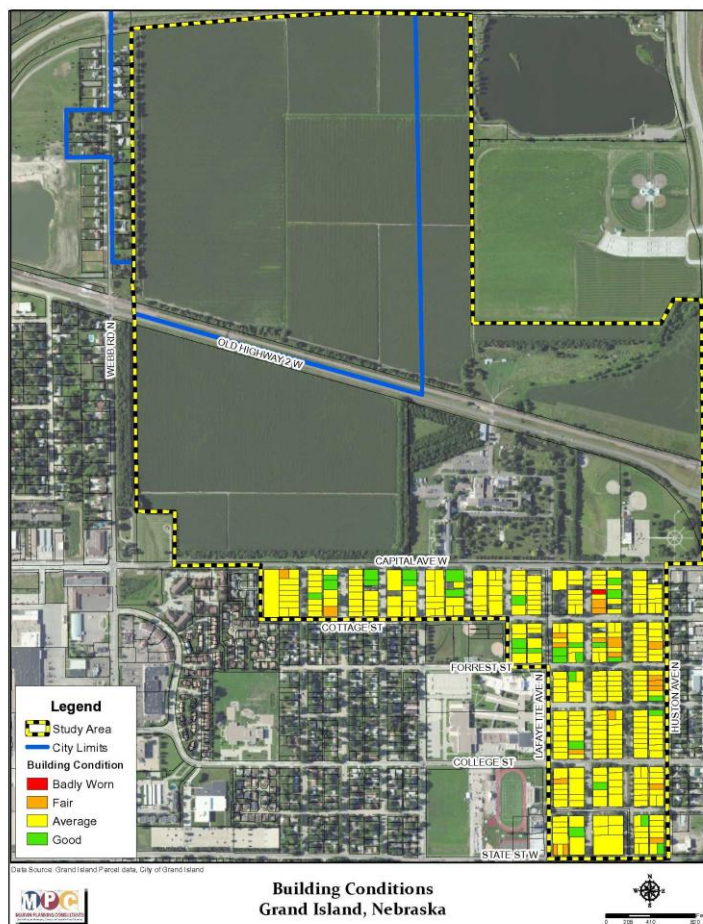 OLD HIGHWAY 2 W
WEBB RD N
CAPITAL AVE W
COTTAGE ST
FORREST ST
LAFAYETTE AVE N
HUSTON AVE N
COLLEGE ST
STATE ST W
Legend
Study Area
City Limits
Building Condition
Badly Worn
Fair
Average
Good
Data Source: Grand Island Parcel data, City of Grand Island
MPC
Building Conditions
Grand Island, Nebraska